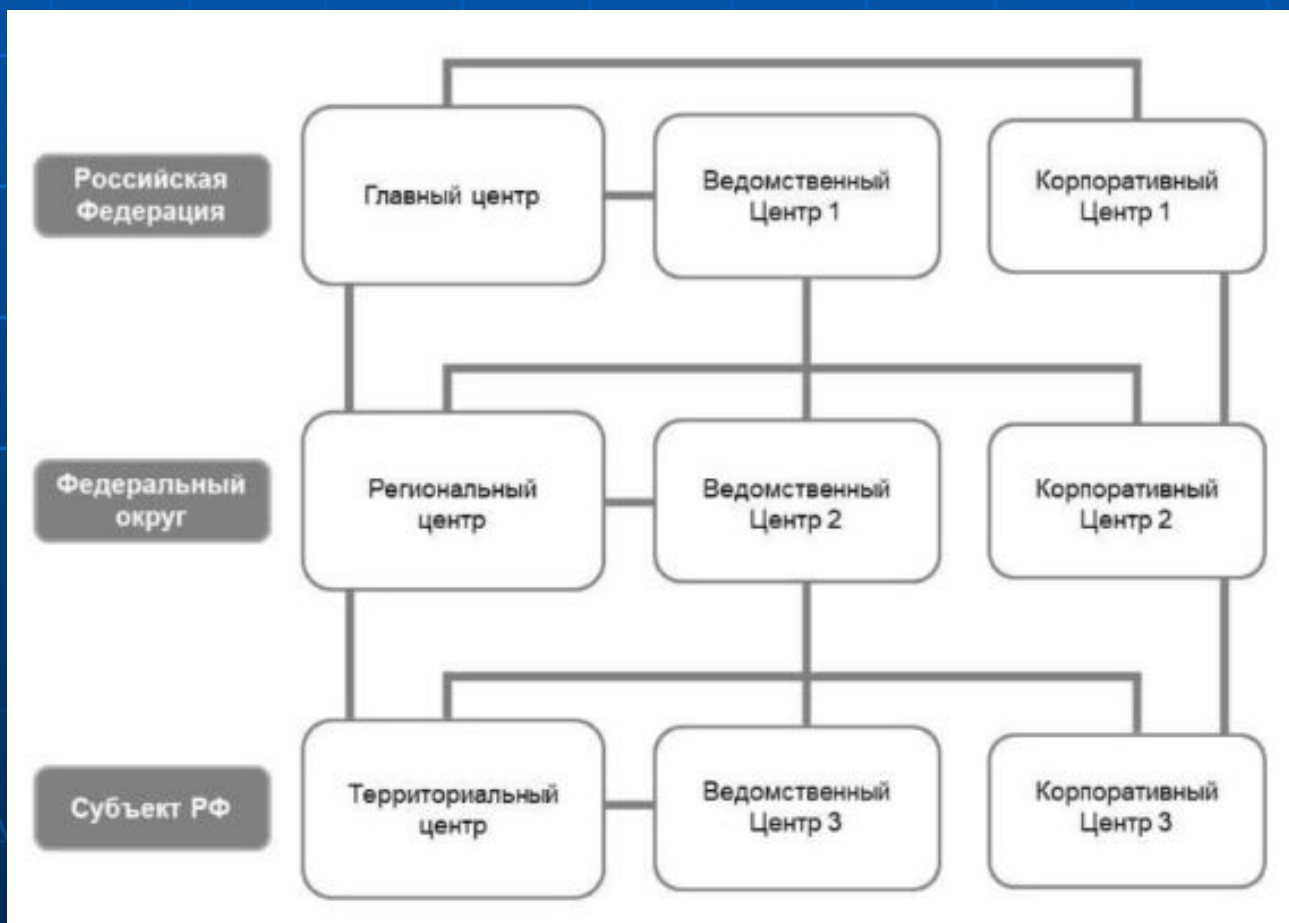 Российская
Федерация
Главный центр
Ведомственный
Центр 1
Корпоративный
Центр 1
Федеральный
округ
Региональный
центр
Ведомственный
Центр 2
Корпоративный
Центр 2
Субъект РФ
Территориальный
центр
Ведомственный
Центр 3
Корпоративный
Центр 3